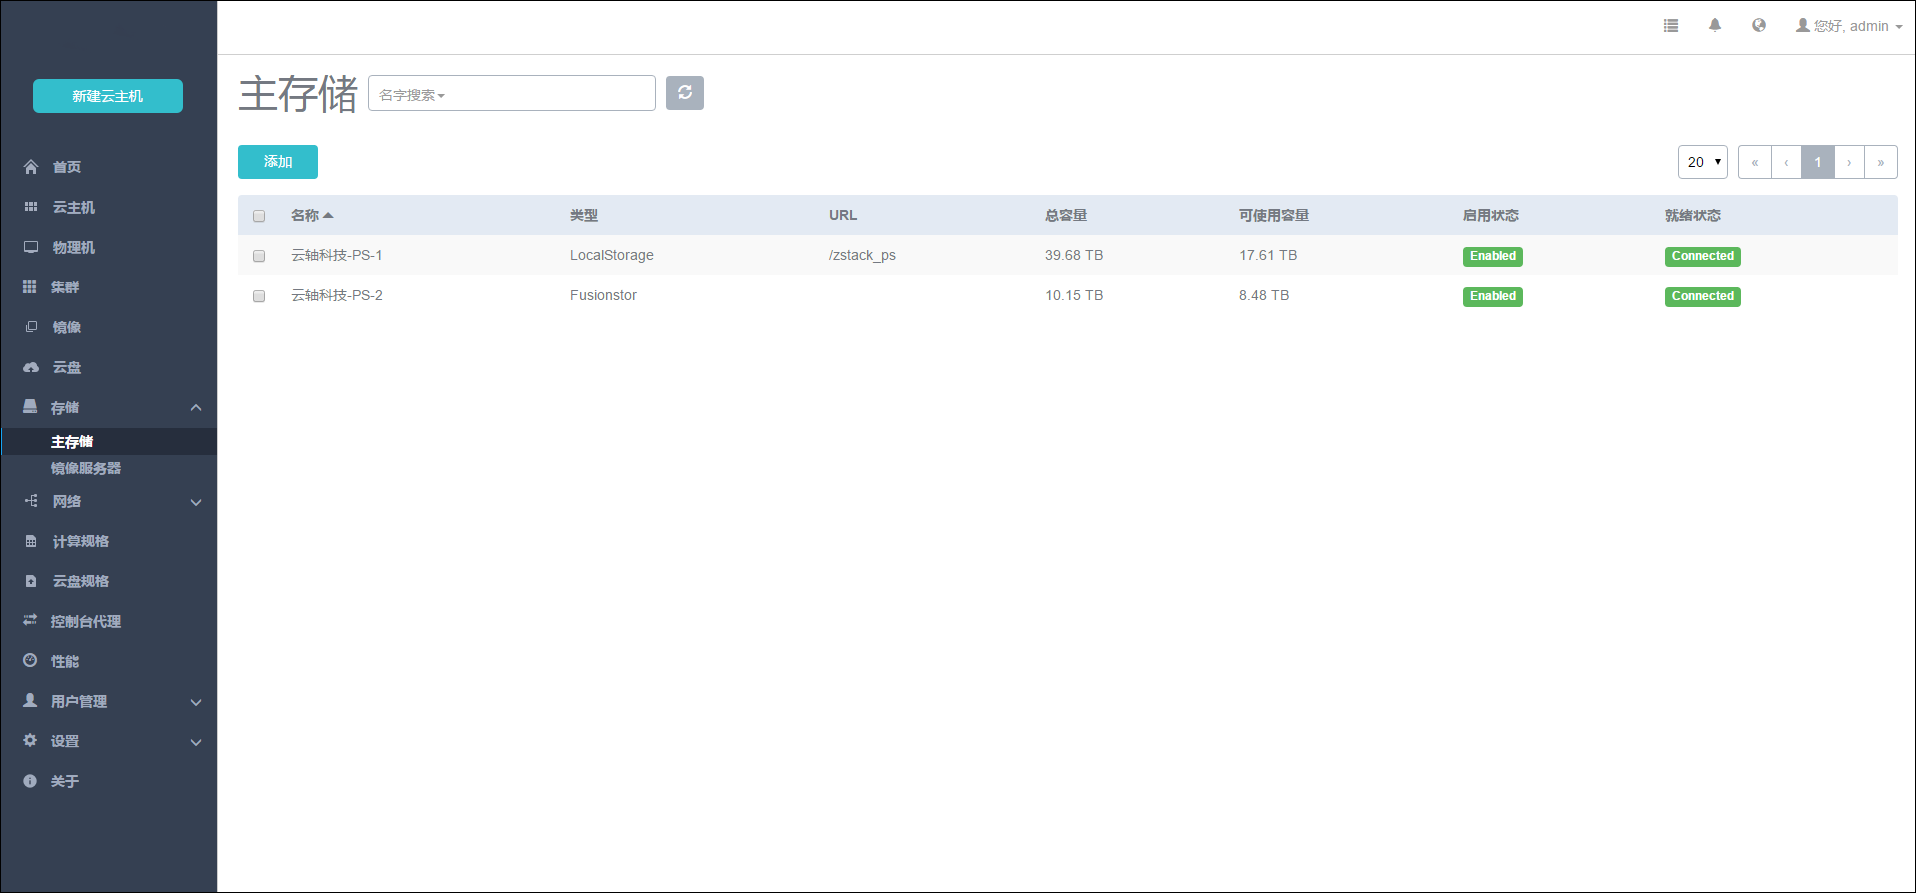 您好, admin
新建云主机
首页
云主机
物理机
集群
镜像
云盘
存储
主存储
镜像服务器
网络
计算规格
云盘规格
控制台代理
性能
用户管理
设置
关于
主存储 名字搜索
添加
20 « ‹ 1 › »
名称 类型 URL 总容量 可使用容量 启用状态 就绪状态
云轴科技-PS-1 LocalStorage /zstack_ps 39.68 TB 17.61 TB Enabled Connected
云轴科技-PS-2 Fusionstor 10.15 TB 8.48 TB Enabled Connected